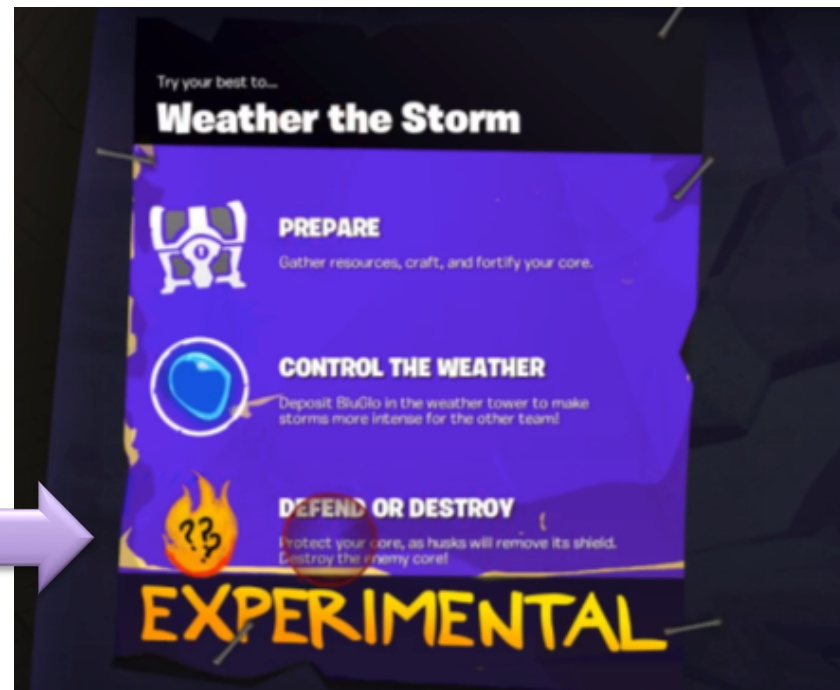 Try your best to...
Weather the Storm
PREPARE
Gather resources, craft, and fortify your core.
CONTROL THE WEATHER
Deposit BluGlo in the weather tower to make
storms more intense for the other team!
DEFEND OR DESTROY
Protect your core, as husks will remove its shield.
Destroy the enemy core!
??
EXPERIMENTAL